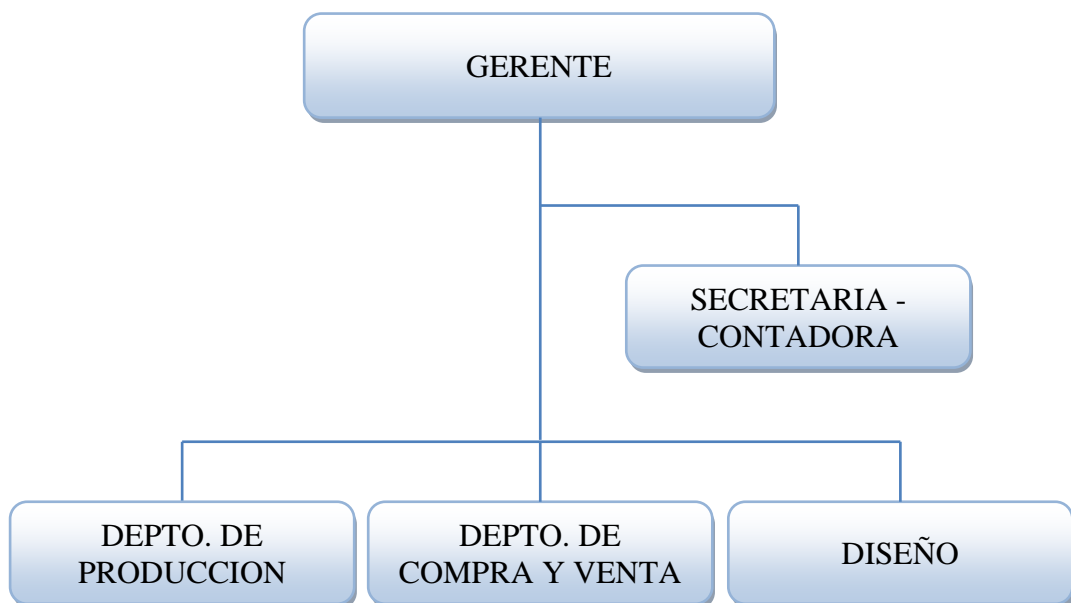 GERENTE
SECRETARIA -
CONTADORA
DEPTO. DE
PRODUCCION
DEPTO. DE
COMPRA Y VENTA
DISEÑO